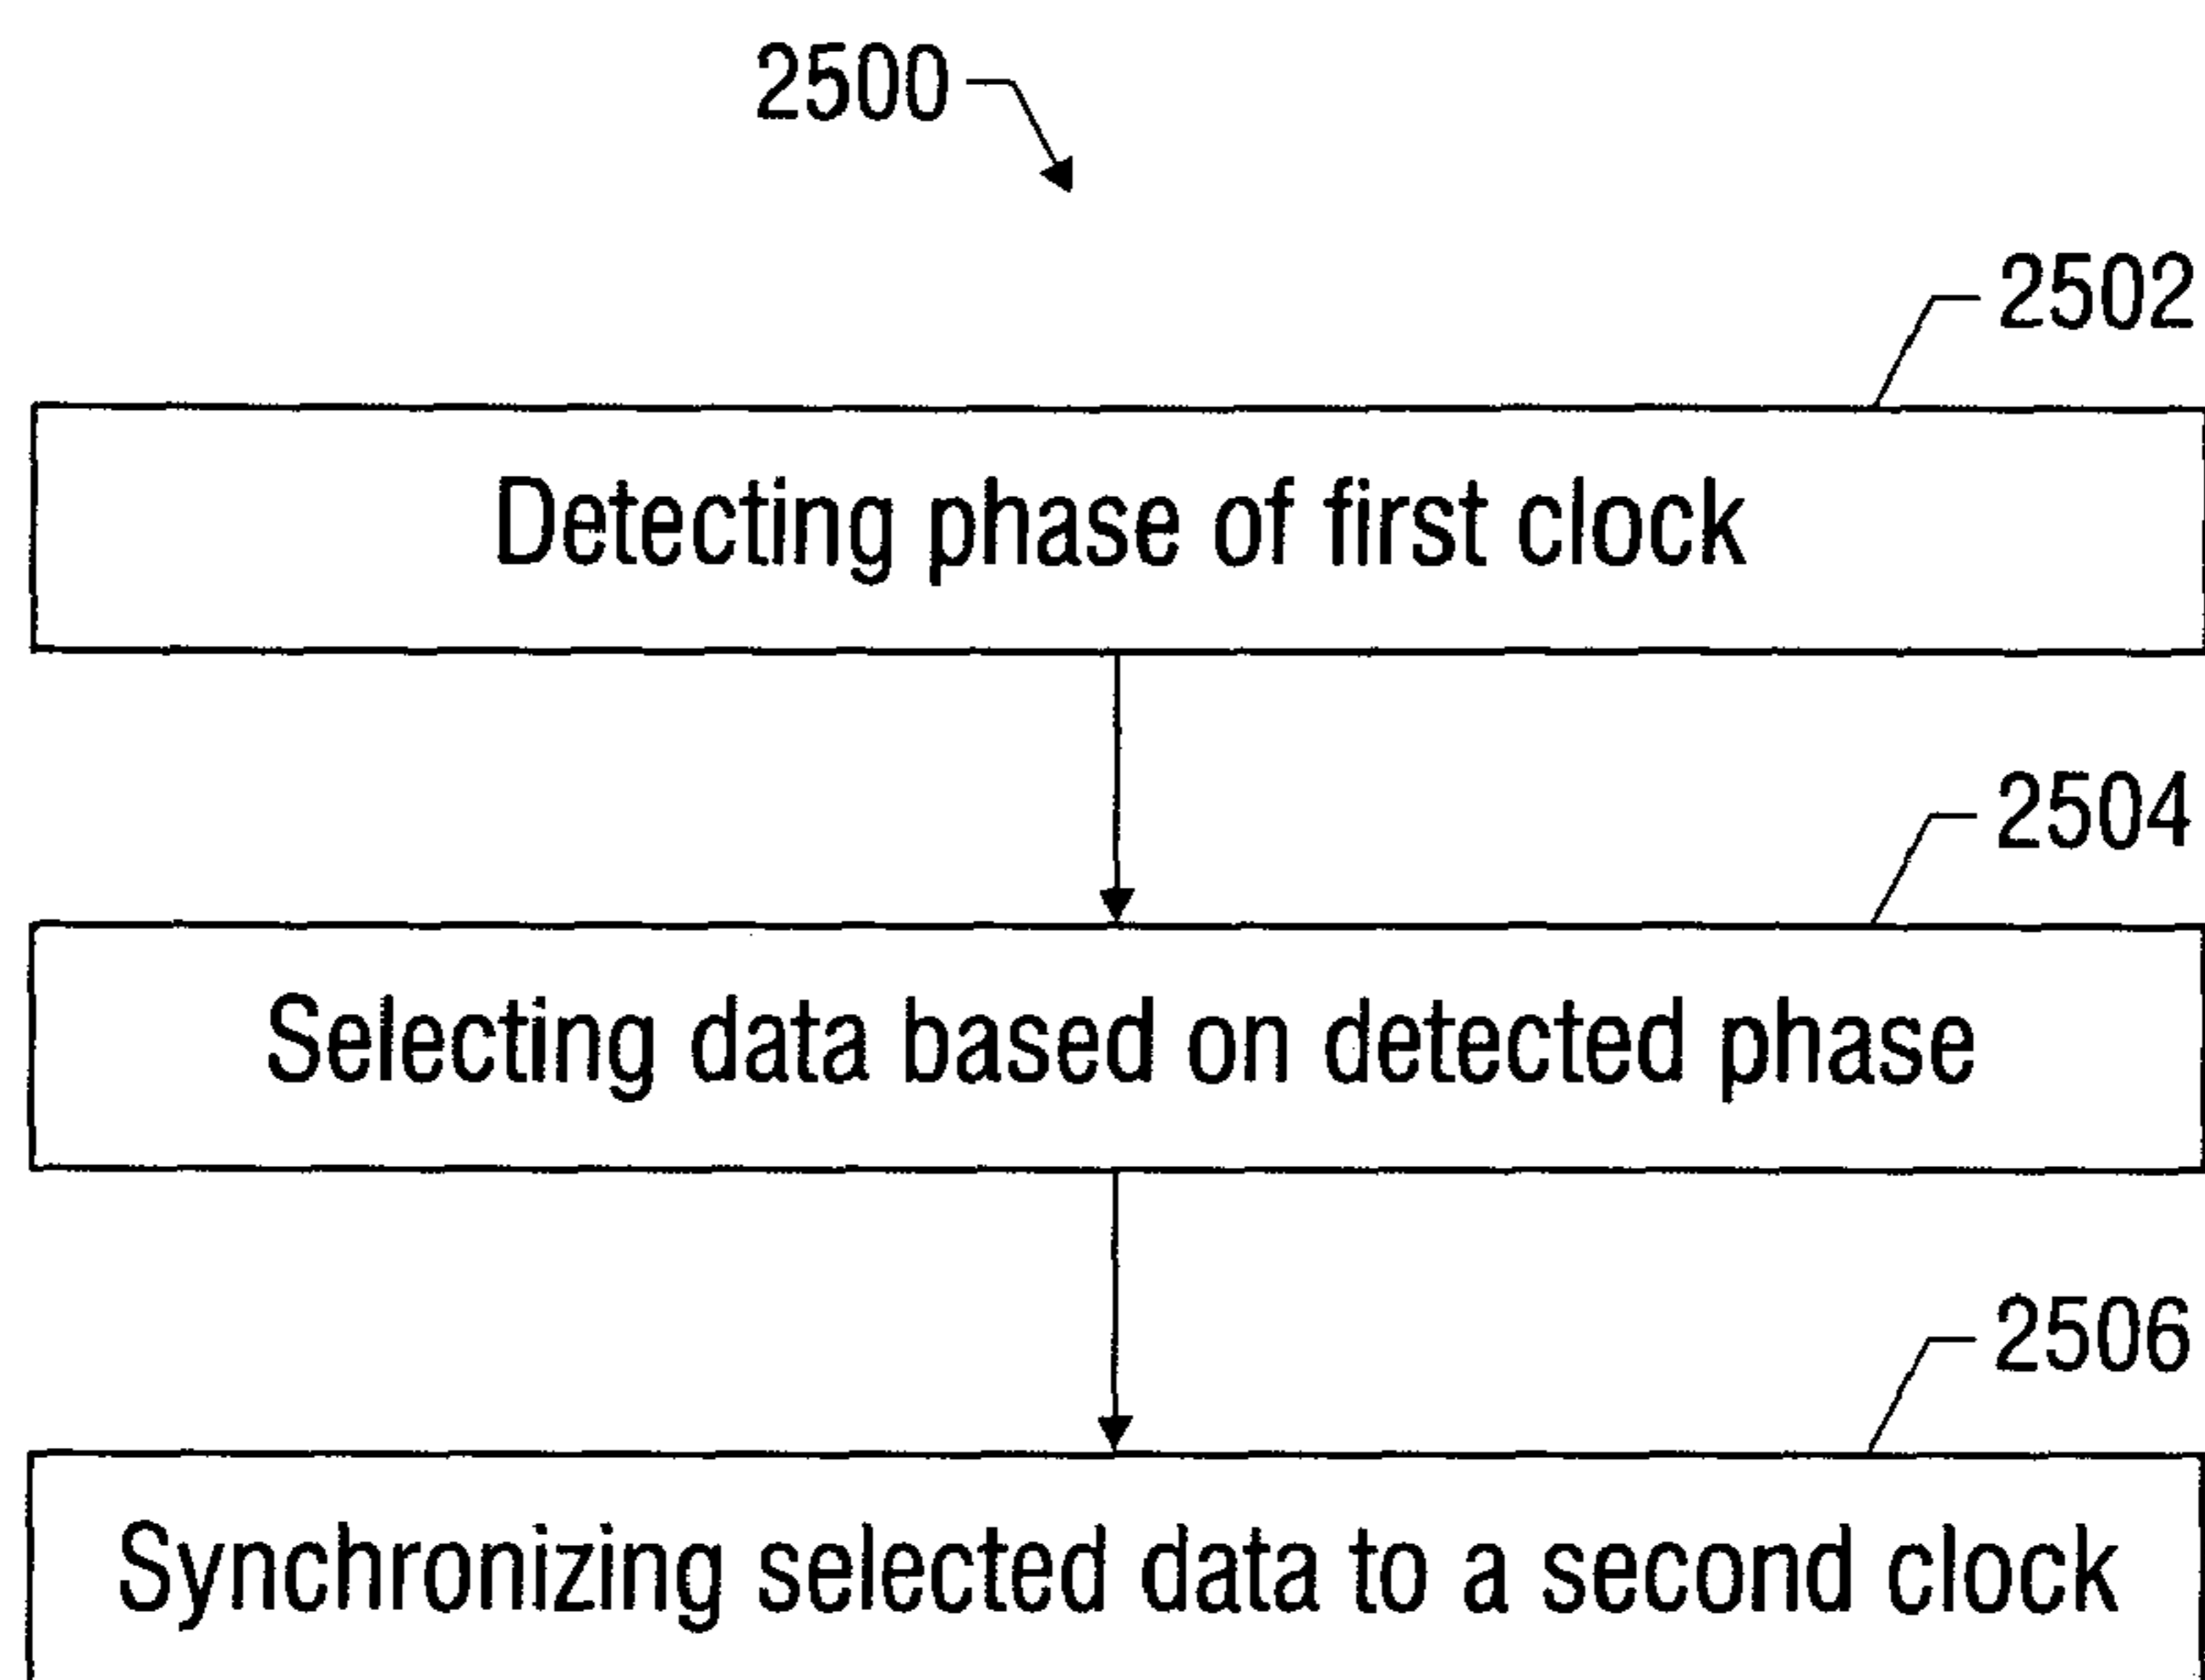 2500
2502
Detecting phase of first clock
2504
Selecting data based on detected phase
2506
Synchronizing selected data to a second clock